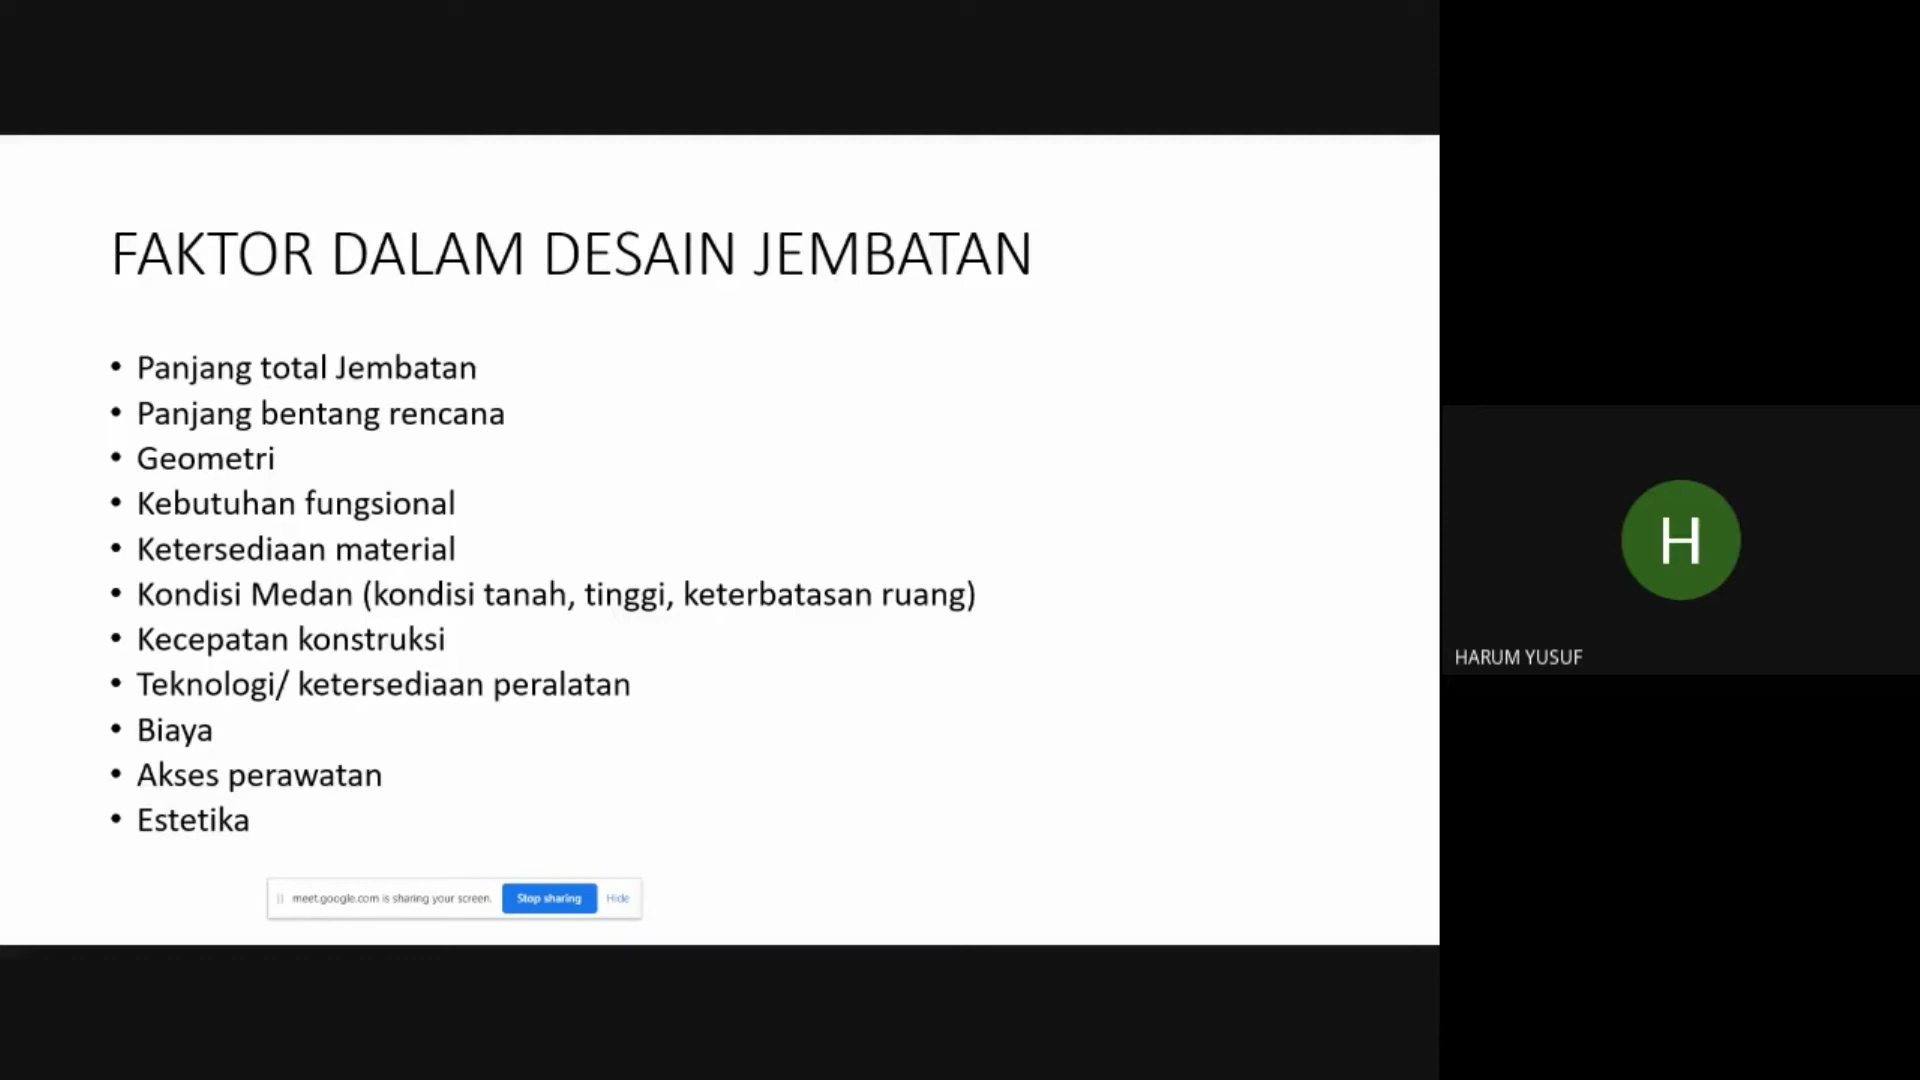 FAKTOR DALAM DESAIN JEMBATAN
• Panjang total Jembatan
• Panjang bentang rencana
• Geometri
• Kebutuhan fungsional
• Ketersediaan material
• Kondisi Medan (kondisi tanah, tinggi, keterbatasan ruang)
• Kecepatan konstruksi
• Teknologi/ ketersediaan peralatan
• Biaya
• Akses perawatan
• Estetika
meet.google.com is sharing your screen. Stop sharing Hide
H
HARUM YUSUF